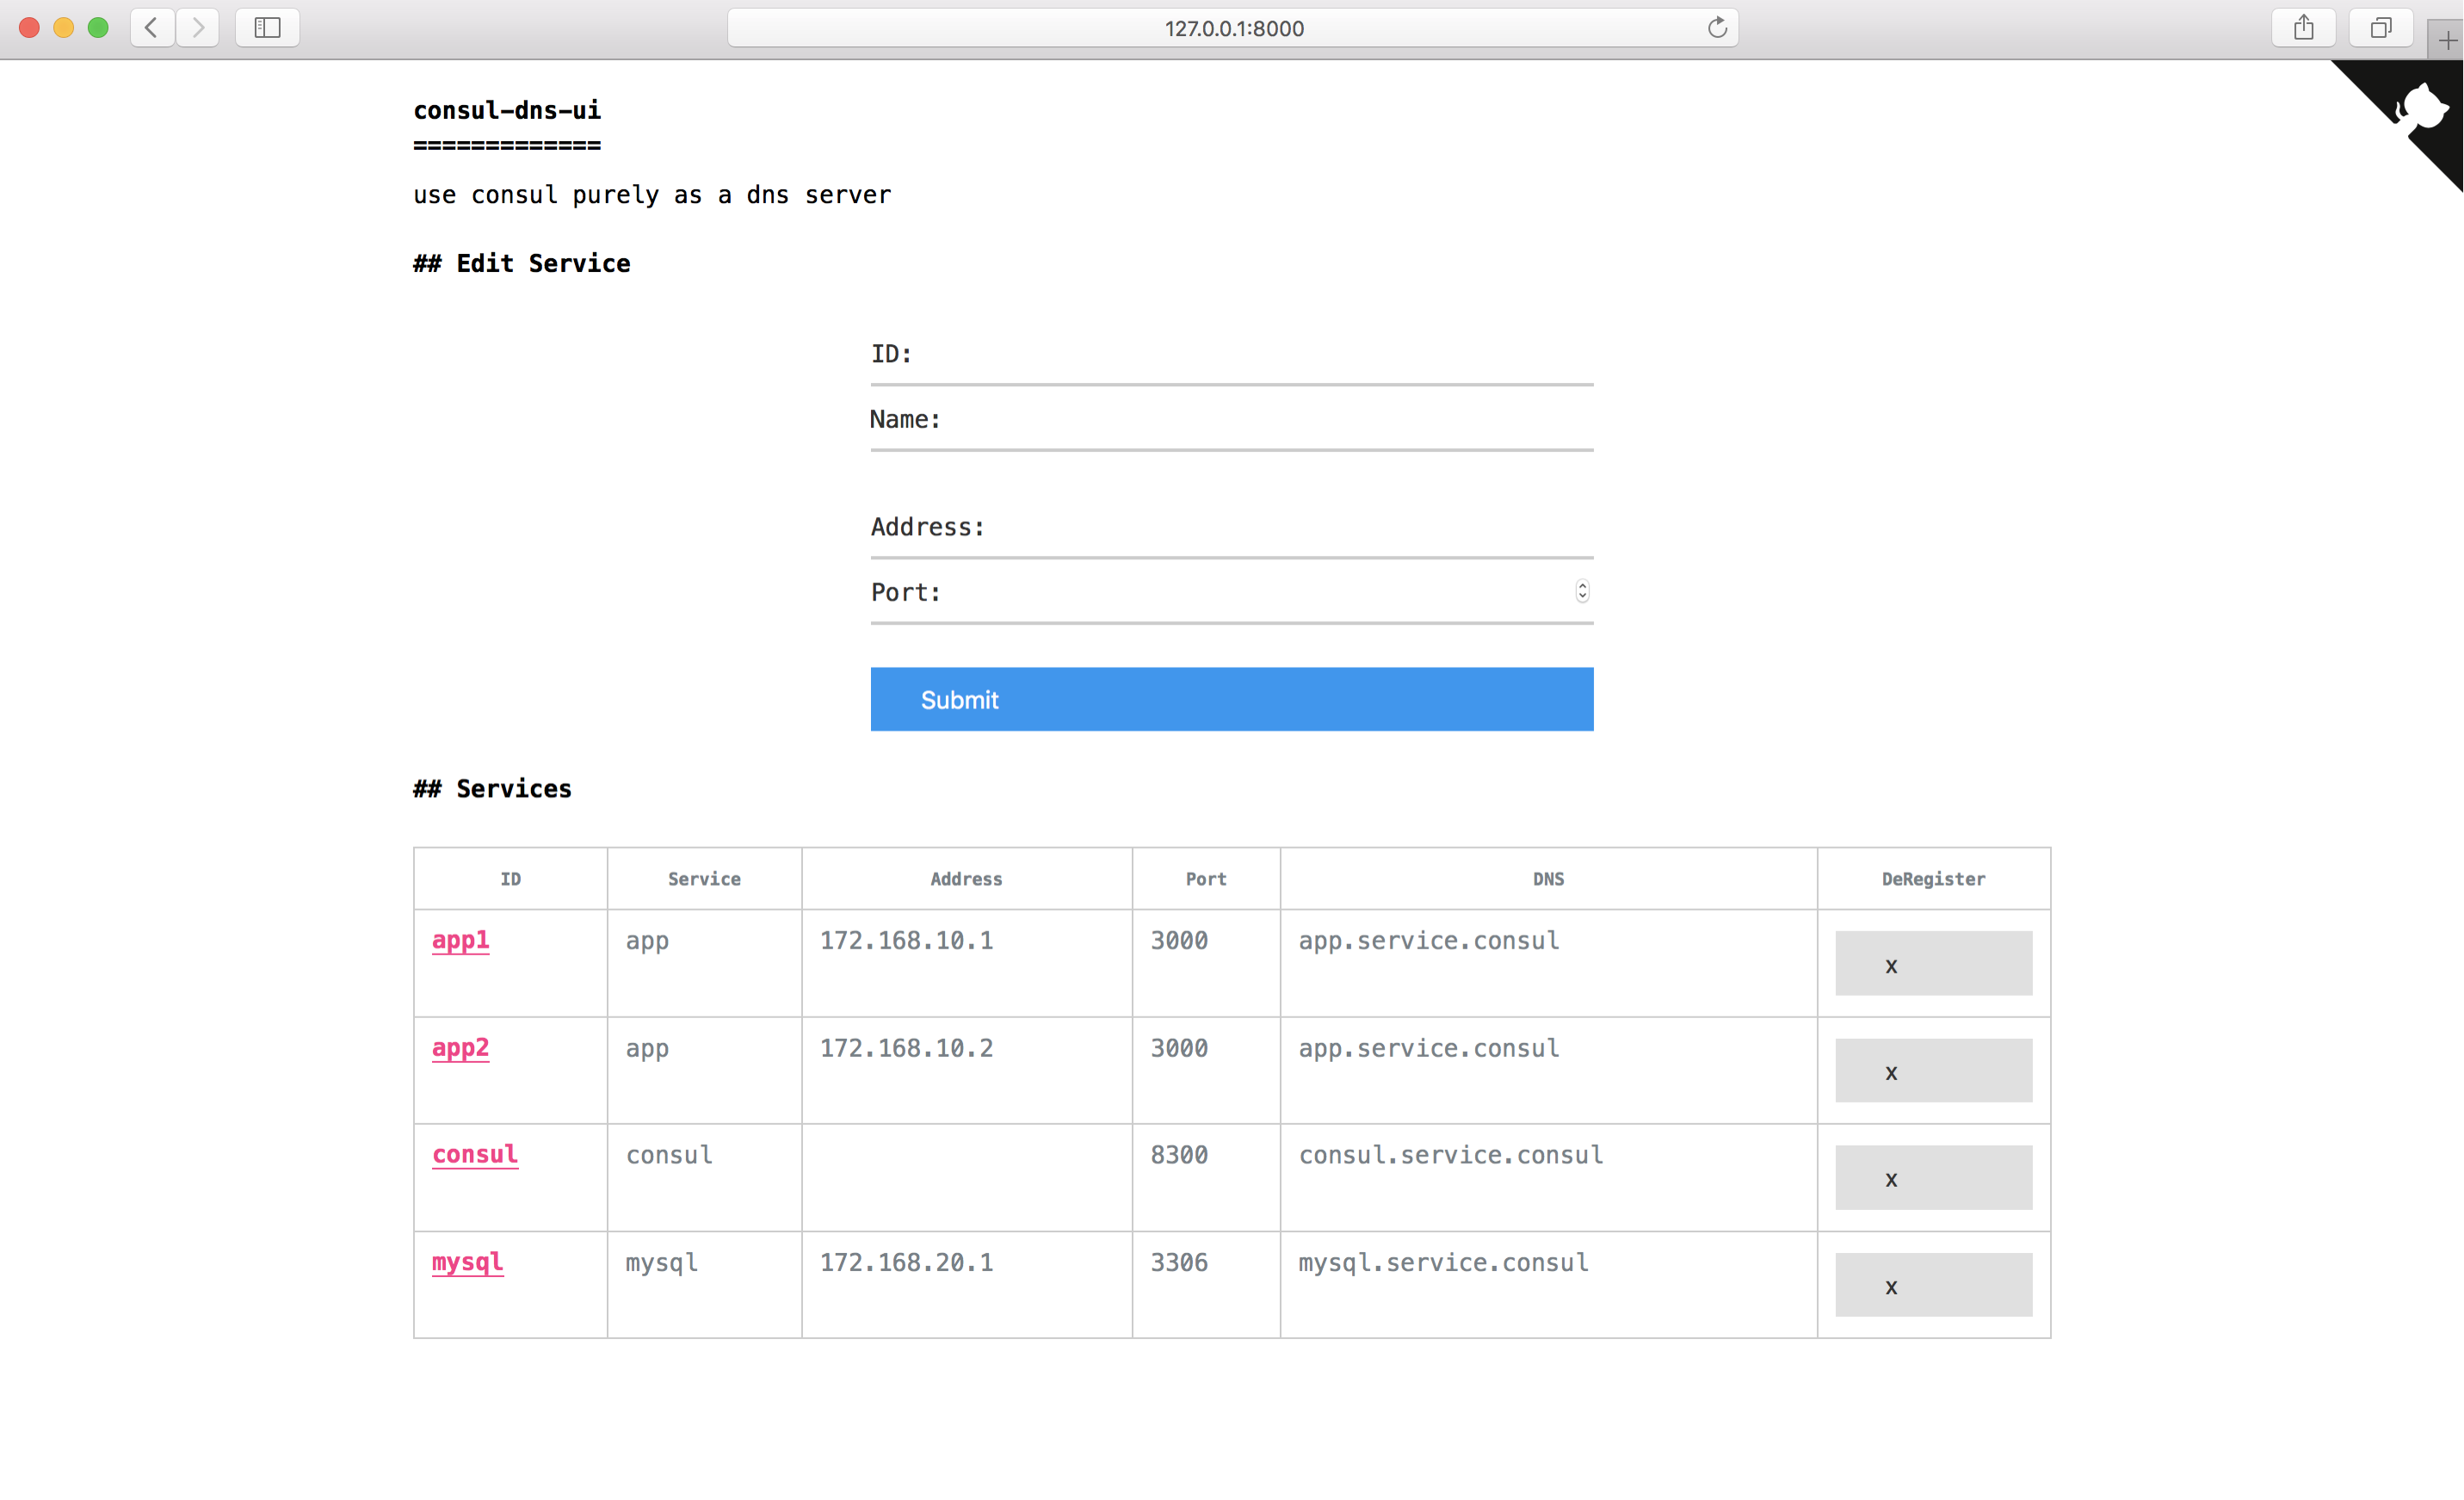 127.0.0.1:8000
consul-dns-ui
=============
use consul purely as a dns server
## Edit Service
ID:
Name:
Address:
Port:
Submit
## Services
ID Service Address Port DNS DeRegister
app1 app 172.168.10.1 3000 app.service.consul x
app2 app 172.168.10.2 3000 app.service.consul x
consul consul 8300 consul.service.consul x
mysql mysql 172.168.20.1 3306 mysql.service.consul x